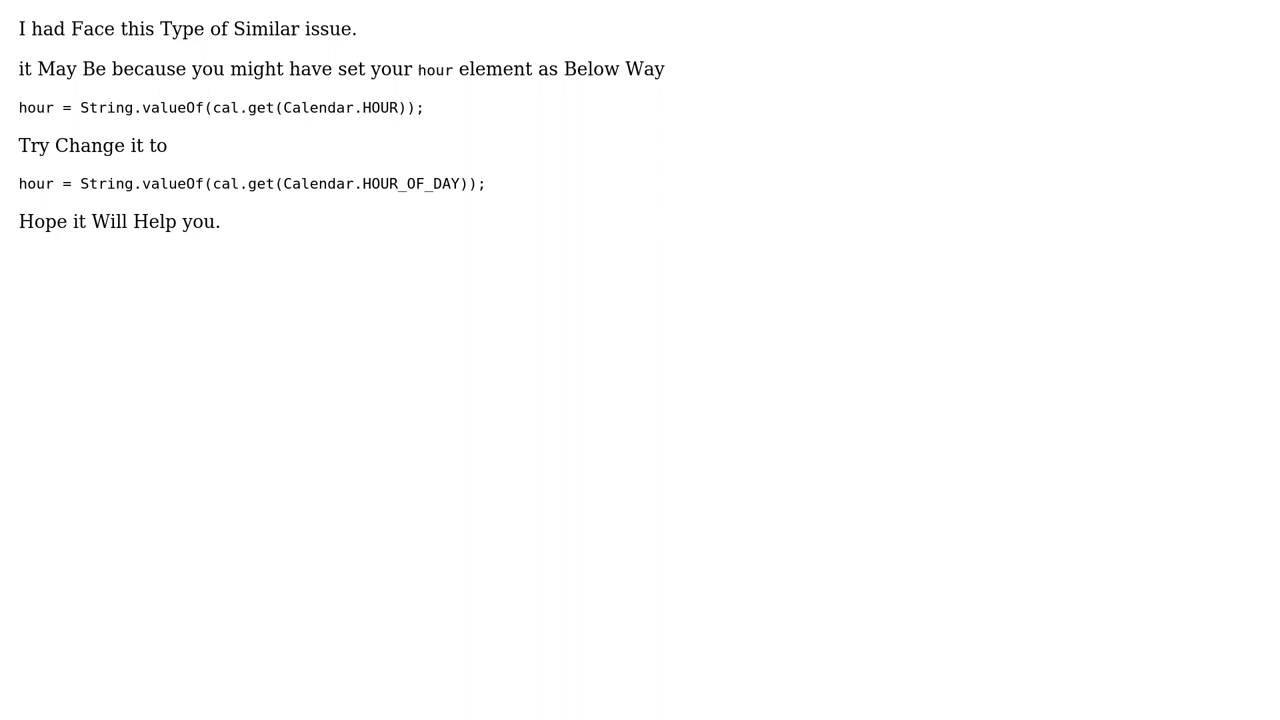 I had Face this Type of Similar issue.
it May Be because you might have set your hour element as Below Way
hour = String.valueOf(cal.get(Calendar.HOUR));
Try Change it to
hour = String.valueOf(cal.get(Calendar.HOUR_OF_DAY));
Hope it Will Help you.